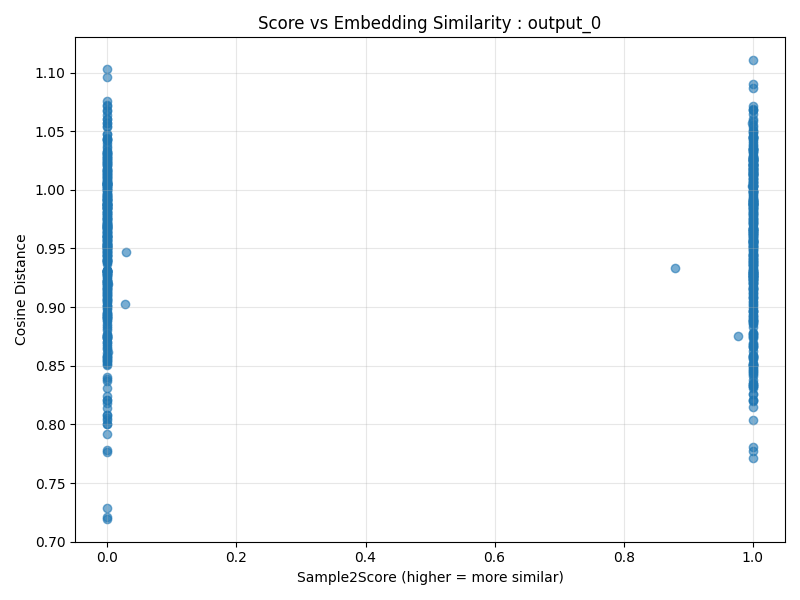 Score vs Embedding Similarity : output_0
Cosine Distance
1.10
1.05
1.00
0.95
0.90
0.85
0.80
0.75
0.70
0.0 0.2 0.4 0.6 0.8 1.0
Sample2Score (higher = more similar)